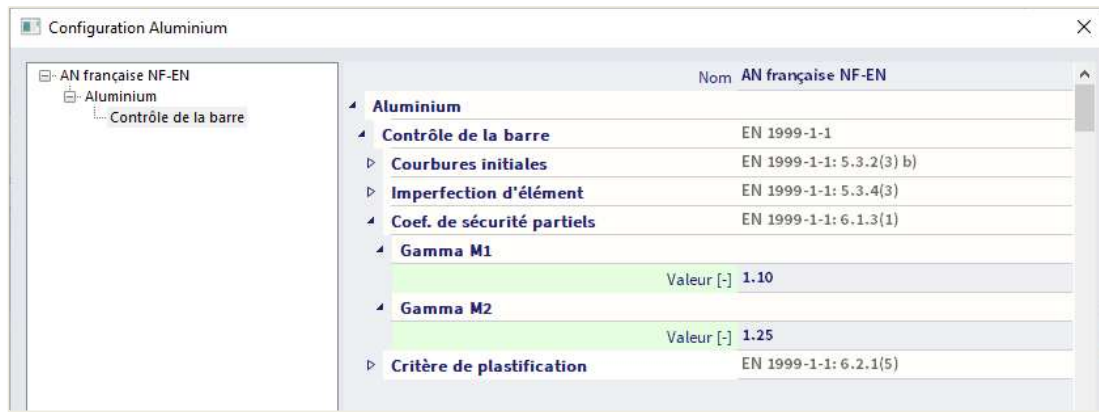 Configuration Aluminium
AN française NF-EN
Aluminium
Contrôle de la barre
Nom AN française NF-EN
Aluminium
Contrôle de la barre EN 1999-1-1
Courbures initiales EN 1999-1-1: 5.3.2(3) b)
Imperfection d'élément EN 1999-1-1: 5.3.4(3)
Coef. de sécurité partiels EN 1999-1-1: 6.1.3(1)
Gamma M1
Valeur [-] 1.10
Gamma M2
Valeur [-] 1.25
Critère de plastification EN 1999-1-1: 6.2.1(5)